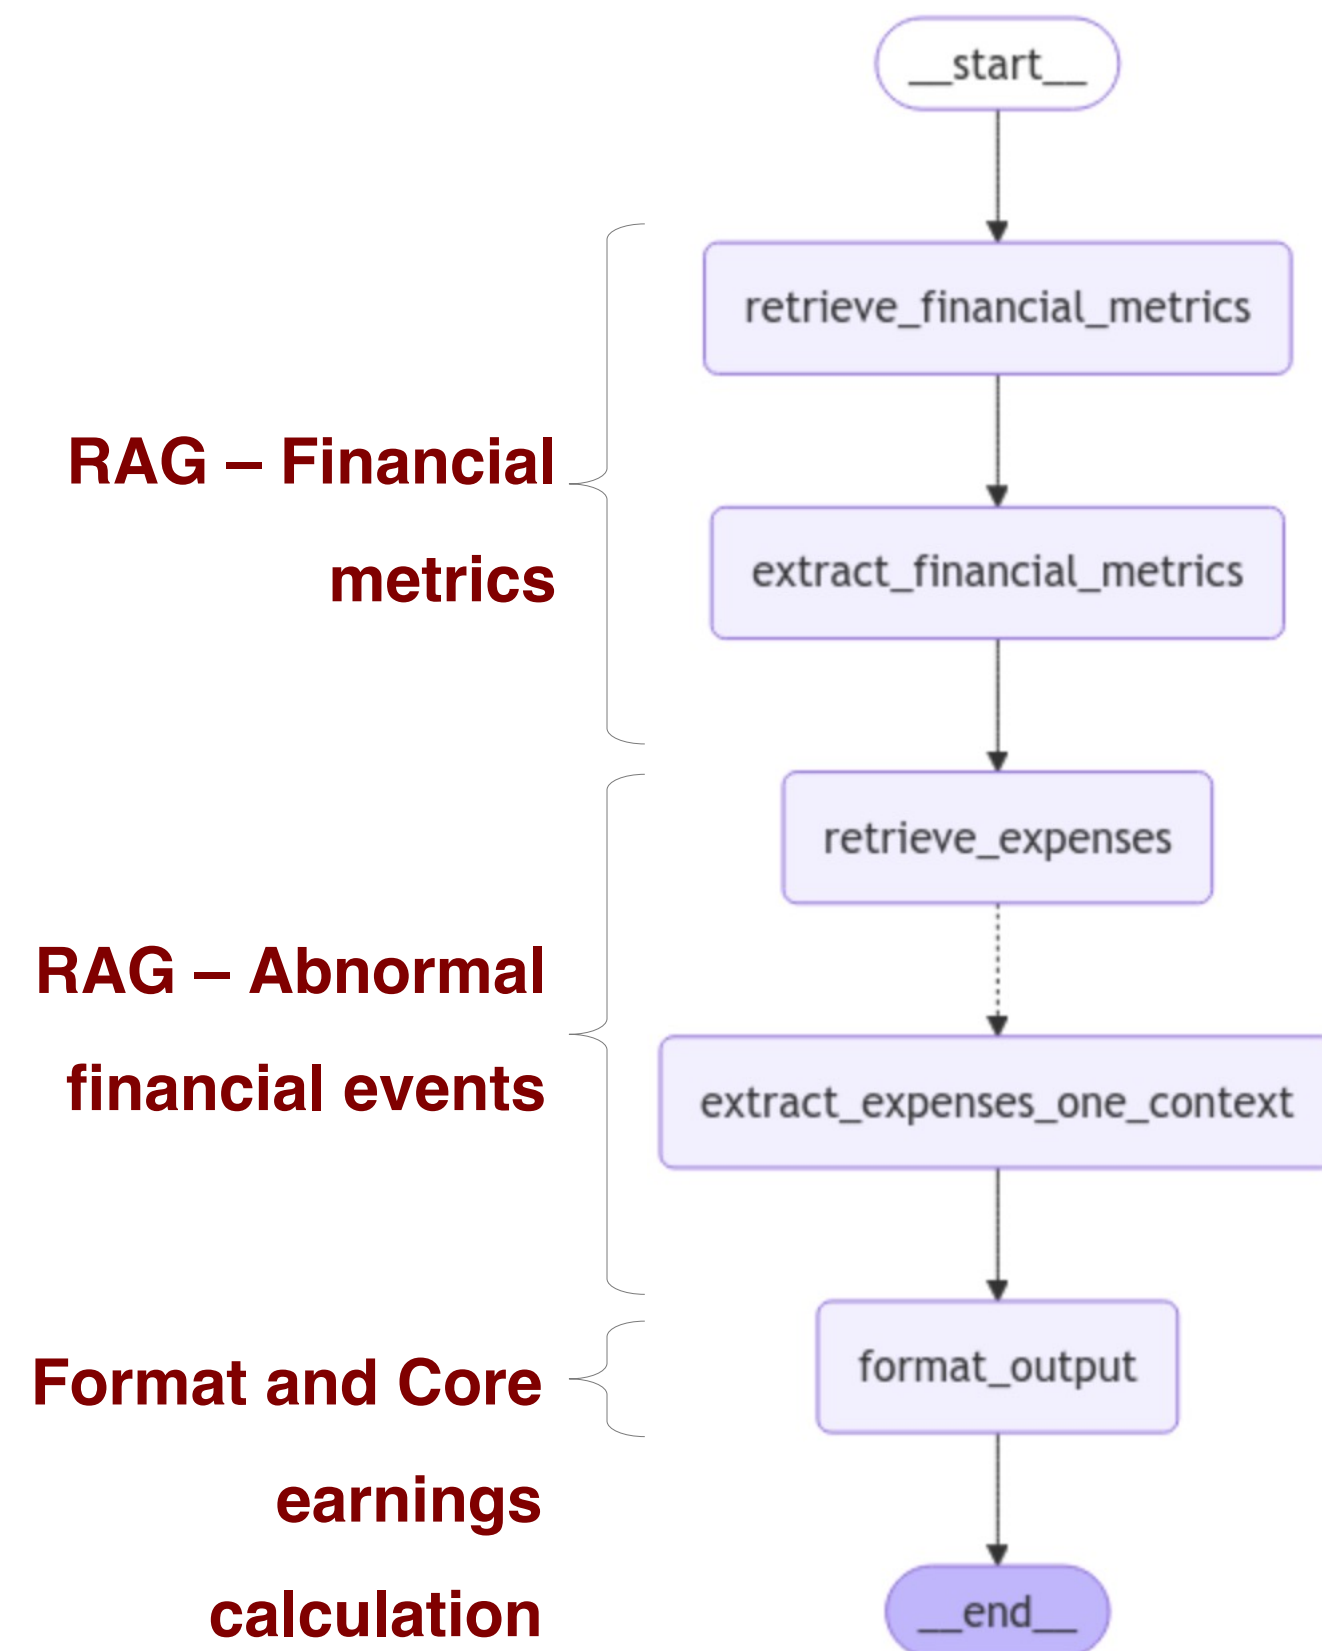 __start__
retrieve_financial_metrics
RAG – Financial
metrics
extract_financial_metrics
retrieve_expenses
RAG – Abnormal
financial events
extract_expenses_one_context
format_output
Format and Core
earnings
calculation
__end__